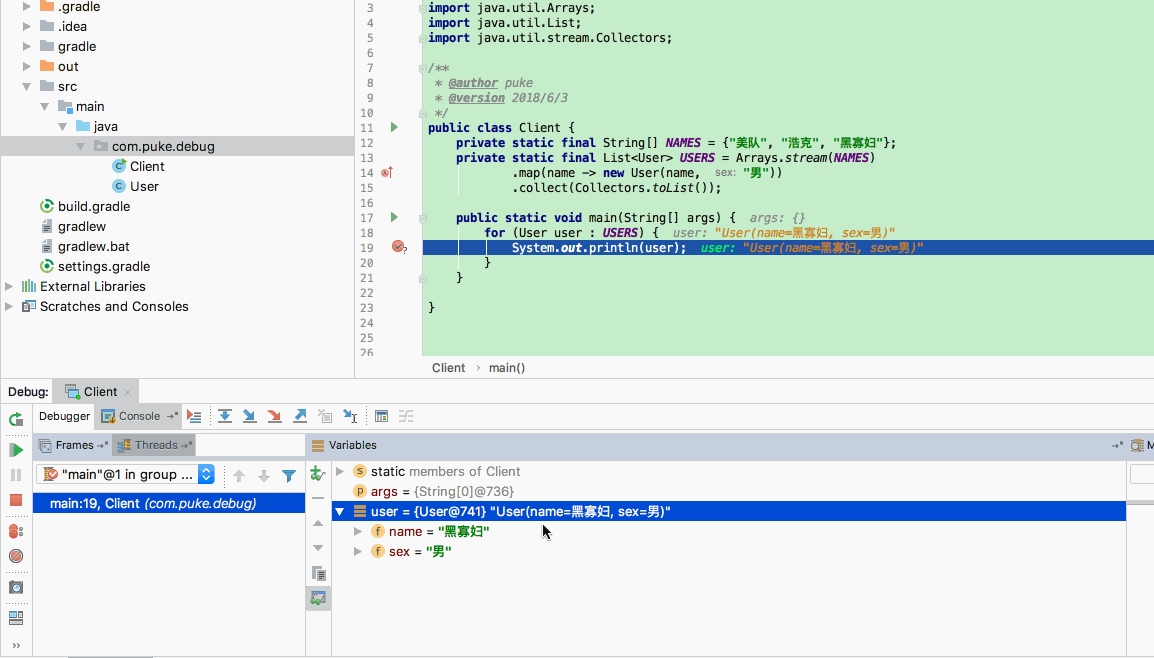 .gradle
.idea
gradle
out
src
main
java
com.puke.debug
Client
User
build.gradle
gradlew
gradlew.bat
settings.gradle
External Libraries
Scratches and Consoles
3 import java.util.Arrays;
4 import java.util.List;
5 import java.util.stream.Collectors;
6
7 /**
8 * @author puke
9 * @version 2018/6/3
10 */
11 public class Client {
12 private static final String[] NAMES = {"美队", "浩克", "黑寡妇"};
13 private static final List<User> USERS = Arrays.stream(NAMES)
14 .map(name -> new User(name, sex: "男"))
15 .collect(Collectors.toList());
16
17 public static void main(String[] args) { args: {}
18 for (User user : USERS) { user: "User(name=黑寡妇, sex=男)"
19 System.out.println(user); user: "User(name=黑寡妇, sex=男)"
20 }
21 }
22
23 }
24
25
26
Client › main()
Debug: Client ×
Debugger Console
Frames Threads
"main"@1 in group ...
main:19, Client (com.puke.debug)
Variables
static members of Client
args = {String[0]@736}
user = {User@741} "User(name=黑寡妇, sex=男)"
name = "黑寡妇"
sex = "男"